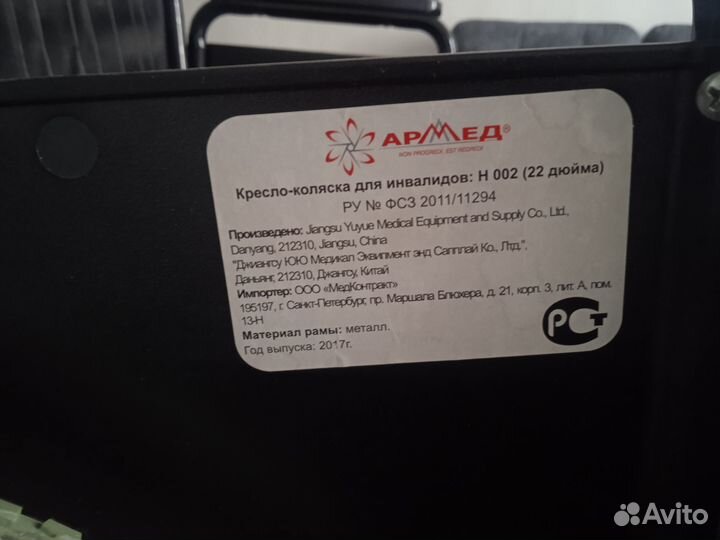 АРМЕД®
NON PROGREDI, EST REGREDI
Кресло-коляска для инвалидов: Н 002 (22 дюйма)
РУ № ФСЗ 2011/11294
Произведено: Jiangsu Yuyue Medical Equipment and Supply Co., Ltd.,
Danyang, 212310, Jiangsu, China
"Джиангсу ЮЮ Медикал Эквипмент энд Сапплай Ко., Лтд.",
Даньянг, 212310, Джангсу, Китай
Импортер: ООО «МедКонтракт»
195197, г. Санкт-Петербург, пр. Маршала Блюхера, д. 21, корп. 3, лит. А, пом.
13-Н
Материал рамы: металл.
Год выпуска: 2017г.
РСТ
Avito